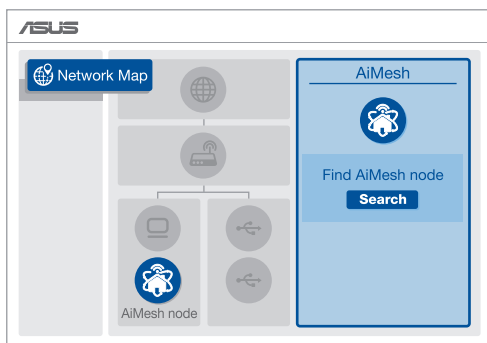 ASUS
Network Map
AiMesh
Find AiMesh node
Search
AiMesh node